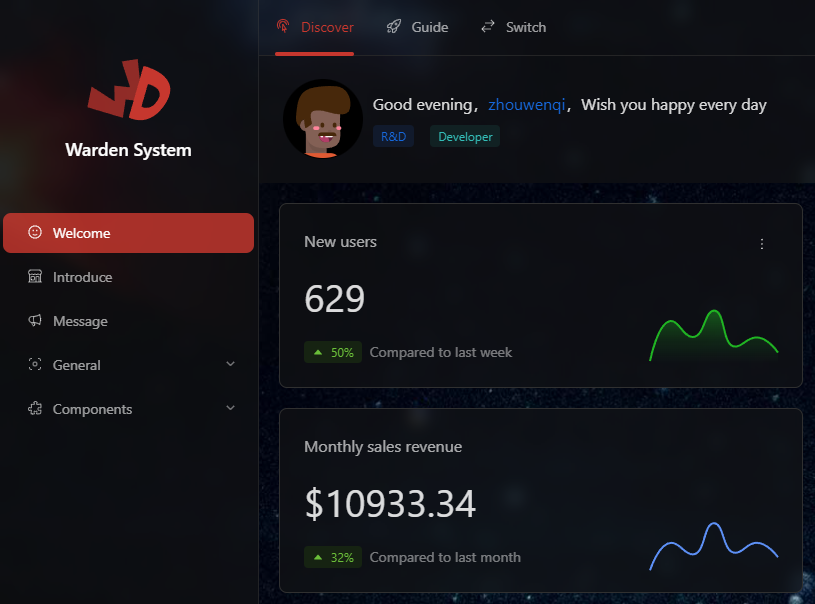 Discover
Guide
Switch
WD
Warden System
Good evening，zhouwenqi，Wish you happy every day
R&D
Developer
Welcome
Introduce
Message
General
Components
New users
629
50%
Compared to last week
Monthly sales revenue
$10933.34
32%
Compared to last month